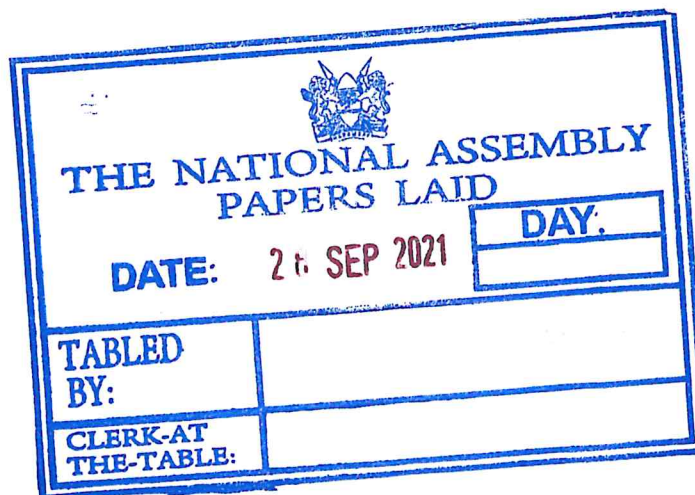 THE NATIONAL ASSEMBLY
PAPERS LAID
DATE: SEP 2021
DAY:
TABLED
BY:
CLERK-AT
THE-TABLE: